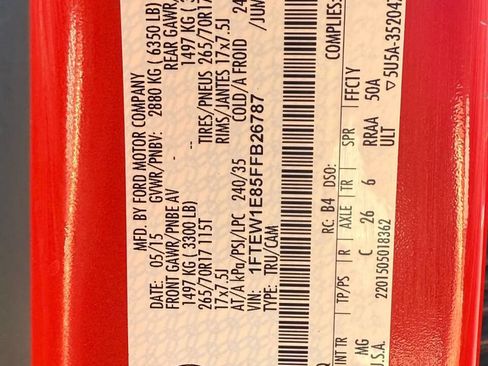 MFD. BY FORD MOTOR COMPANY
05/15 GVWR/PNBV: 2880 KG ( 6350 LB)
FRONT GAWR/PNBE AV - REAR GAWR/
1497 KG ( 3300 LB) 1497 KG (
265/70R17 115T TIRES/PNEUS 265/70R17
17x7.5J RIMS/JANTES 17x7.5J
AT/A kPa/PSI/LPC 240/35 COLD/A FROID 24
VIN: 1FTEW1E85FFB26787
TYPE: TRU/CAM /JUN
COMPLIES:
Q RC: B4 DSO:
INT TR TP/PS R AXLE TR SPR FFC1Y
MG C 26 6 RRAA 50A
U.S.A. 2201505018362 ULT ▽5U5A-35204